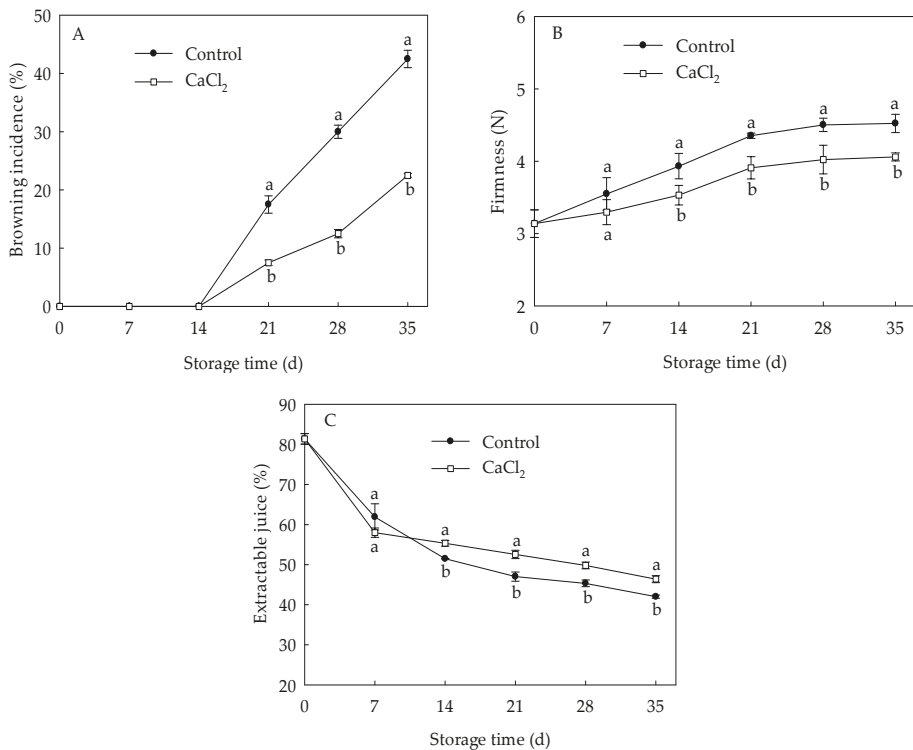 A
Control
CaCl₂
Browning incidence (%)
50
40
30
20
10
0
a
a
a
b
b
b
0 7 14 21 28 35
Storage time (d)
B
Control
CaCl₂
Firmness (N)
6
5
4
3
2
a
a
a
a
a
a
b
b
b
b
0 7 14 21 28 35
Storage time (d)
C
Control
CaCl₂
Extractable juice (%)
90
80
70
60
50
40
30
20
a
a
a
a
a
a
b
b
b
b
0 7 14 21 28 35
Storage time (d)